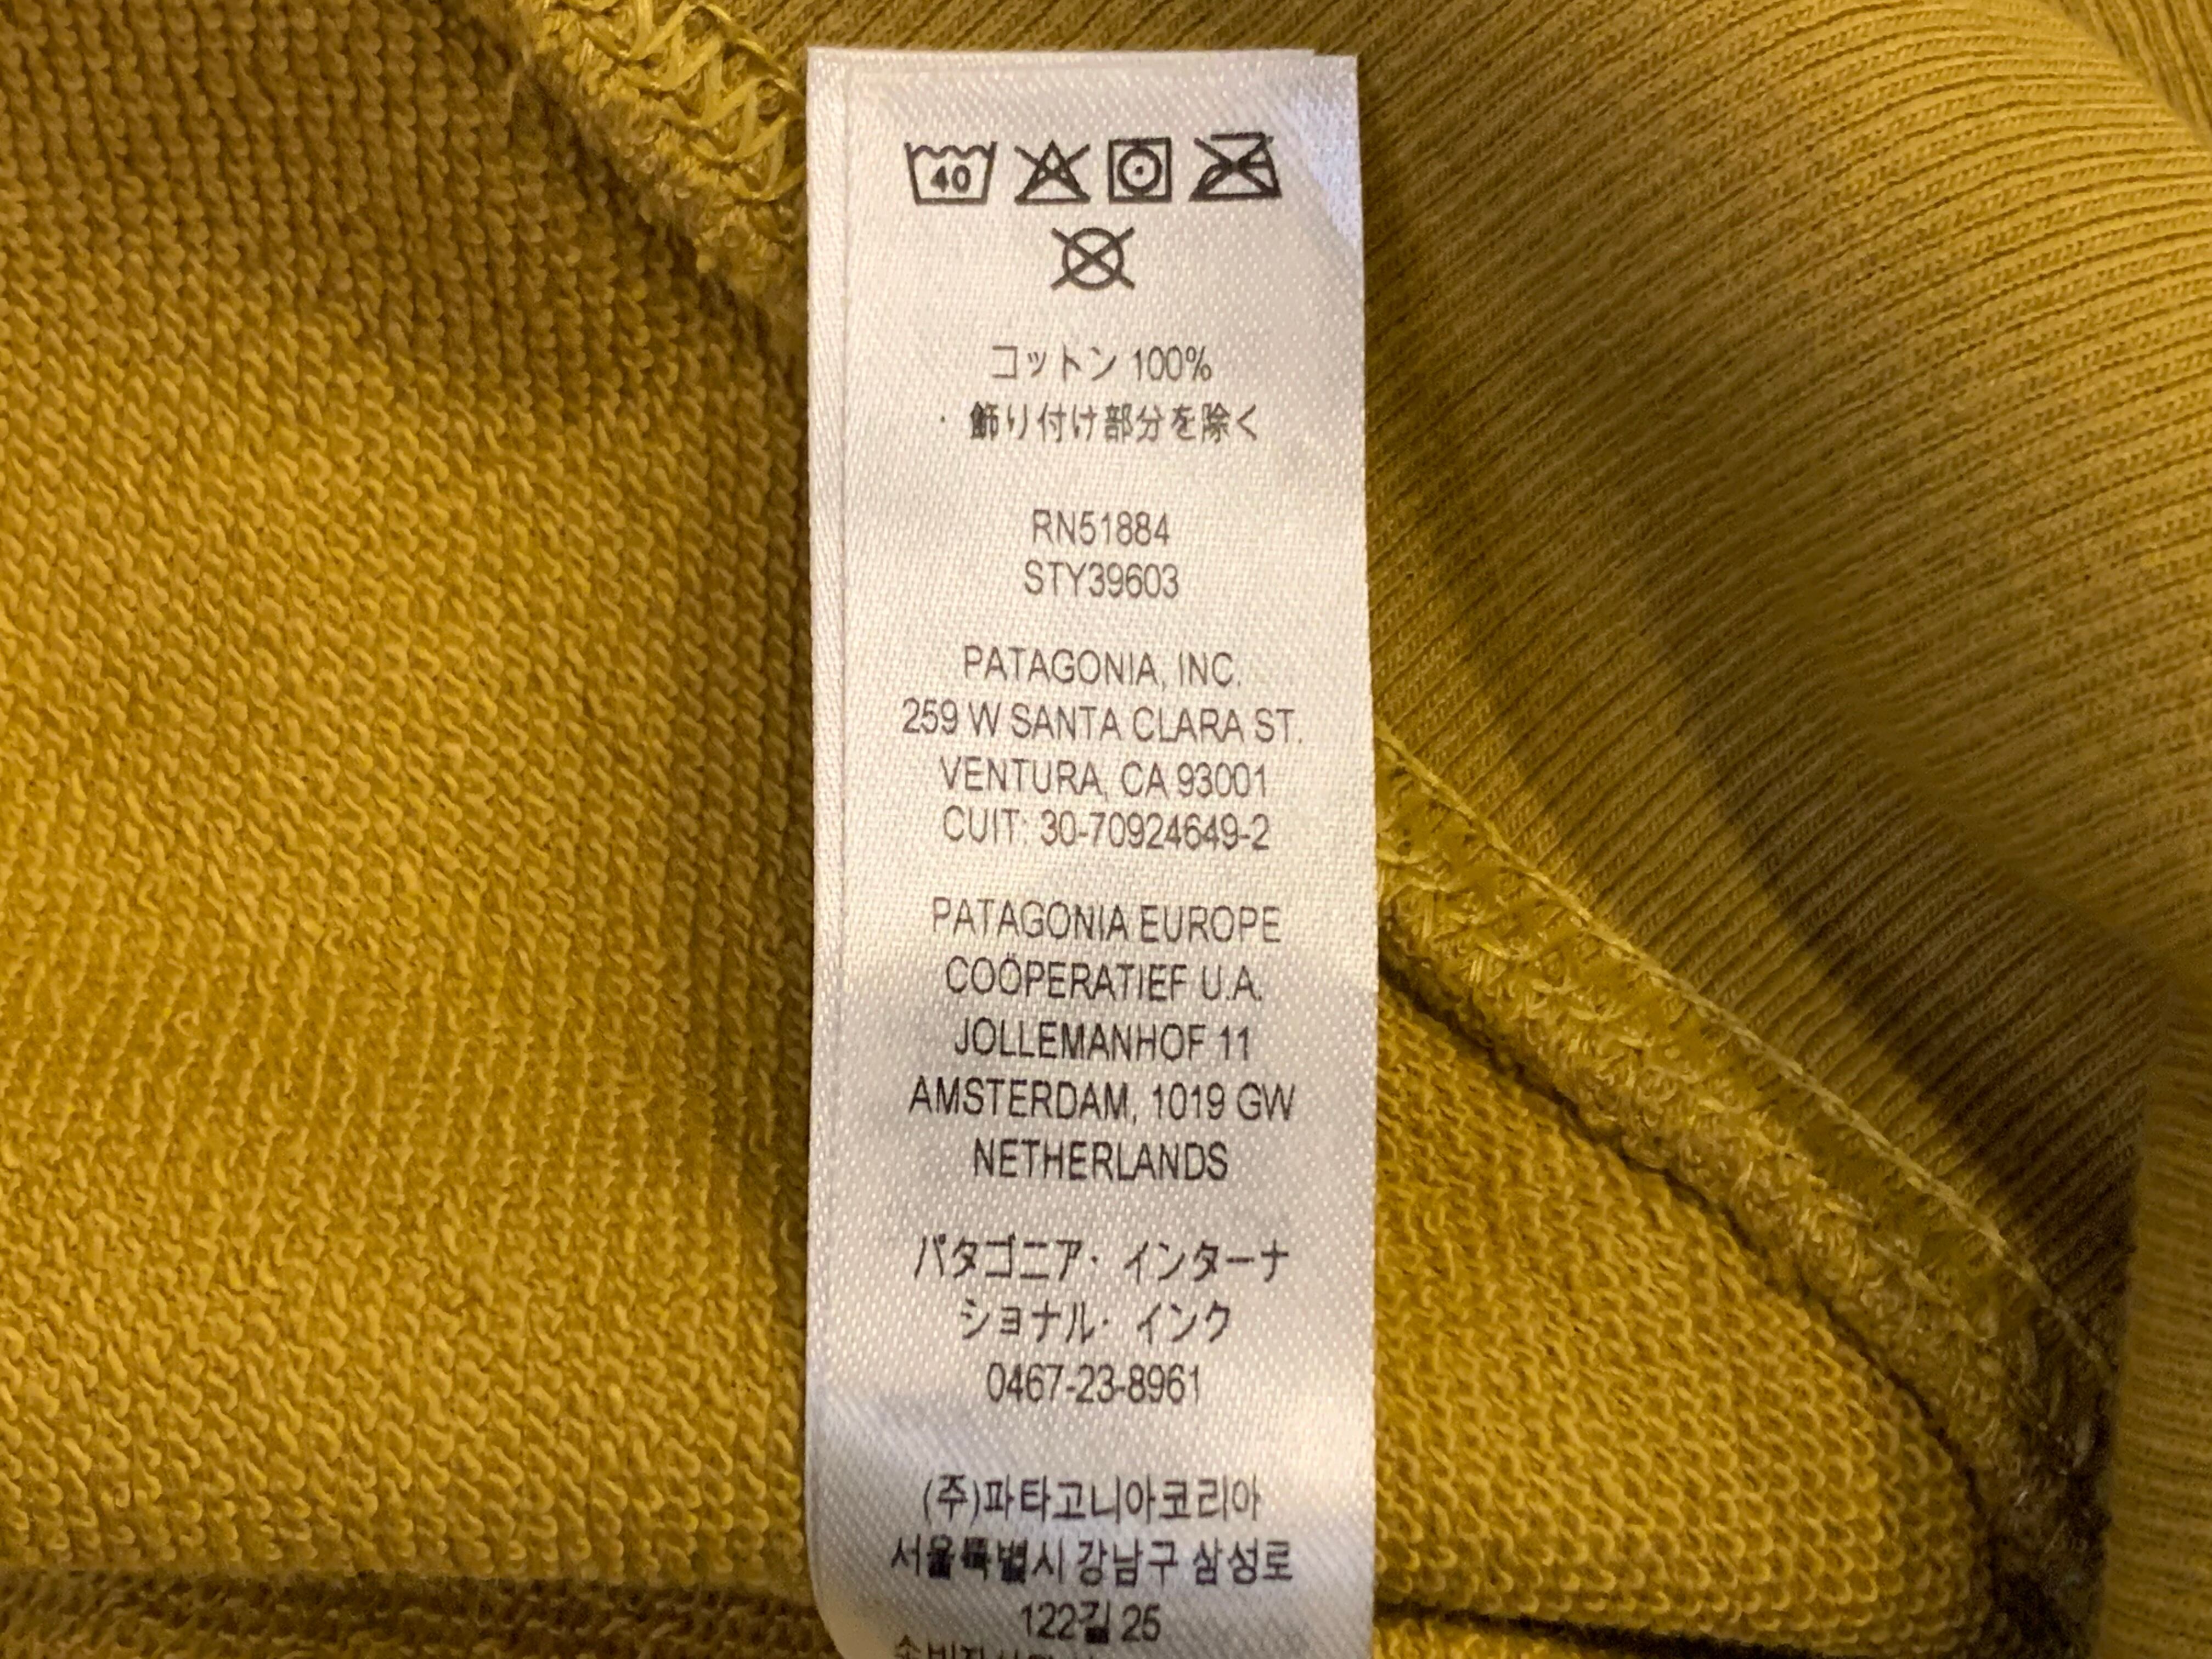 40
コットン 100%
・飾り付け部分を除く
RN51884
STY39603
PATAGONIA, INC.
259 W SANTA CLARA ST.
VENTURA, CA 93001
CUIT: 30-70924649-2
PATAGONIA EUROPE
COÖPERATIEF U.A.
JOLLEMANHOF 11
AMSTERDAM, 1019 GW
NETHERLANDS
パタゴニア・インターナ
ショナル・インク
0467-23-8961
(주)파타고니아코리아
서울특별시 강남구 삼성로
122길 25